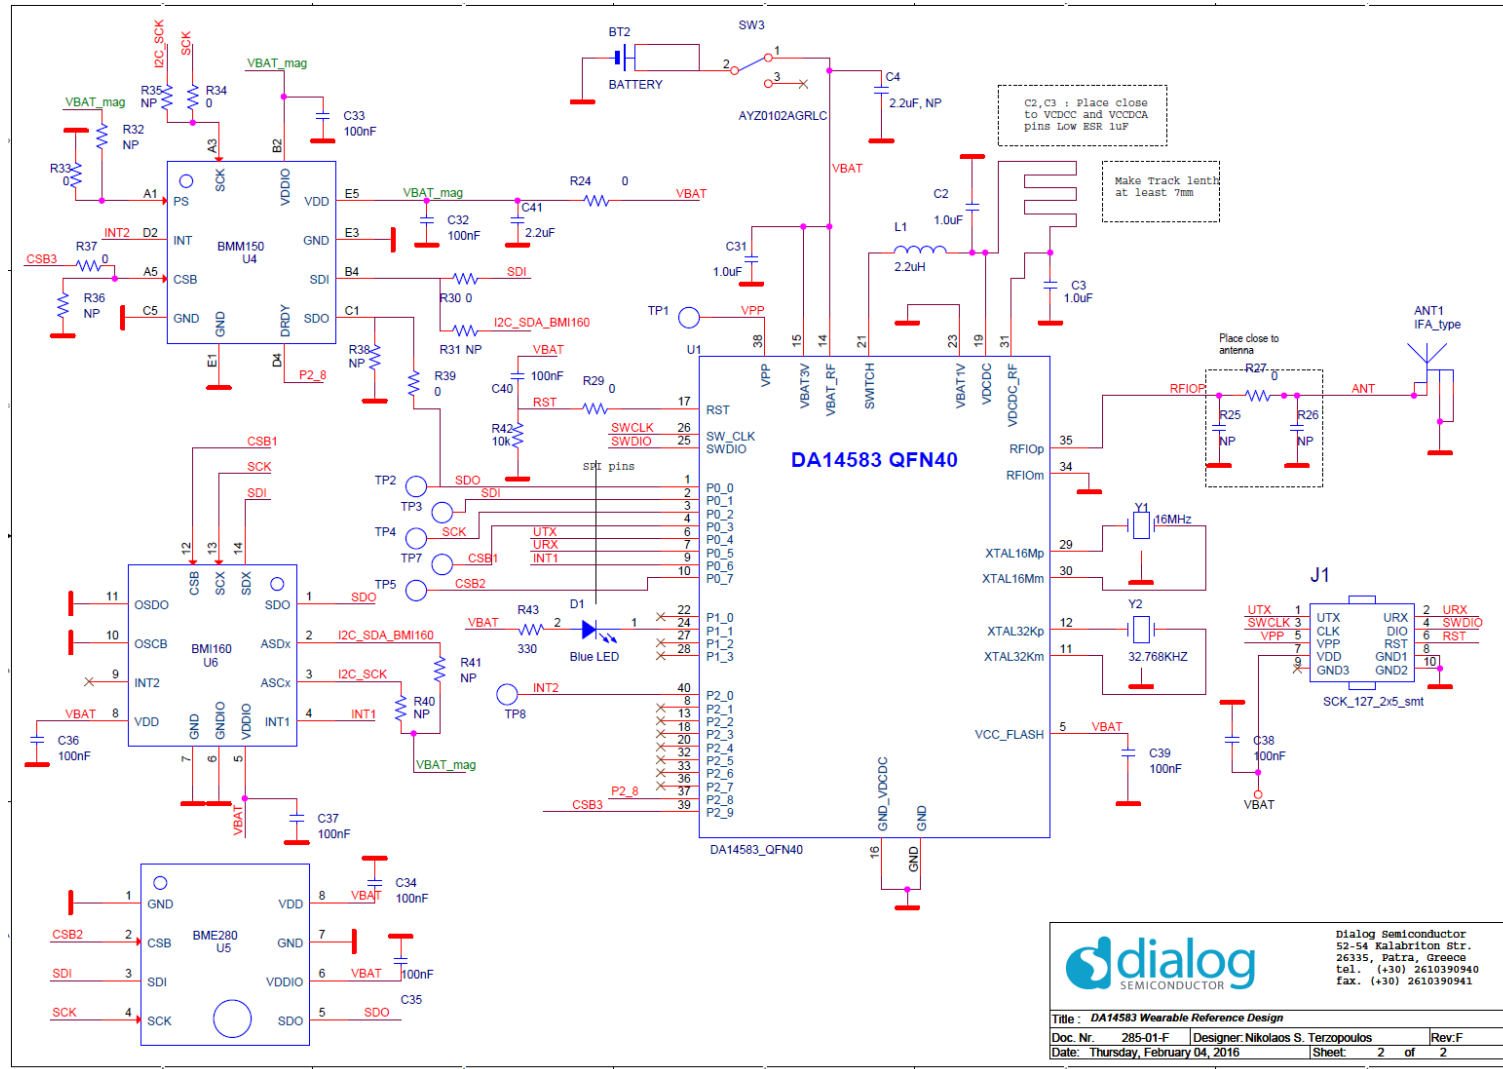 I2C_SCK
SCK
VBAT_mag
R35
NP
R34
0
VBAT_mag
R32
NP
C33
100nF
R33
0
A3
B2
SCK
VDDIO
A1
PS
VDD
E5
VBAT_mag
R24
0
VBAT
C32
100nF
C41
2.2uF
INT2
D2
INT
GND
E3
BMM150
U4
R37
0
CSB3
A5
CSB
SDI
B4
SDI
R30 0
R36
NP
C5
GND
GND
DRDY
SDO
C1
I2C_SDA_BMI160
R31 NP
E1
D4
P2_8
R38
NP
R39
0
BT2
BATTERY
SW3
1
2
3
AYZ0102AGRLC
C4
2.2uF, NP
VBAT
C2,C3 : Place close
to VCDCC and VCCDCA
pins Low ESR 1uF
Make Track lenth
at least 7mm
C2
1.0uF
L1
2.2uH
C31
1.0uF
C3
1.0uF
TP1
VPP
U1
38
15
14
21
23
19
31
VPP
VBAT3V
VBAT_RF
SWITCH
VBAT1V
VDCDC
VDCDC_RF
VBAT
C40
100nF
R29
0
RST
17
RST
R42
10k
SWCLK
26
SW_CLK
SWDIO
25
SWDIO
DA14583 QFN40
SPI pins
TP2
SDO
1
P0_0
TP3
SDI
2
P0_1
3
P0_2
TP4
SCK
4
P0_3
UTX
6
P0_4
URX
7
P0_5
TP7
CSB1
INT1
9
P0_6
TP5
CSB2
10
P0_7
VBAT
R43
330
2
D1
1
Blue LED
22
P1_0
24
P1_1
27
P1_2
28
P1_3
TP8
INT2
40
P2_0
8
P2_1
13
P2_2
18
P2_3
20
P2_4
32
P2_5
33
P2_6
36
P2_7
P2_8
37
P2_8
CSB3
39
P2_9
GND_VDCDC
GND
16
GND
DA14583_QFN40
RFIOp
35
RFIOm
34
XTAL16Mp
29
XTAL16Mm
30
XTAL32Kp
12
XTAL32Km
11
VCC_FLASH
5
VBAT
C39
100nF
Y1
16MHz
Y2
32.768KHZ
RFIOP
Place close to
antenna
R27
0
R25
NP
R26
NP
ANT
ANT1
IFA_type
J1
UTX
1
UTX
URX
2
URX
SWCLK
3
CLK
DIO
4
SWDIO
VPP
5
VPP
RST
6
RST
7
VDD
GND1
8
9
GND3
GND2
10
SCK_127_2x5_smt
C38
100nF
VBAT
CSB1
SCK
SDI
12
13
14
CSB
SCX
SDX
11
OSDO
SDO
1
SDO
10
OSCB
ASDx
2
I2C_SDA_BMI160
BMI160
U6
9
INT2
ASCx
3
I2C_SCK
VBAT
8
VDD
INT1
4
INT1
GND
GNDIO
VDDIO
7
6
5
C36
100nF
R41
NP
R40
NP
VBAT_mag
VBAT
C37
100nF
1
GND
VDD
8
VBAT
C34
100nF
CSB2
2
CSB
BME280
U5
GND
7
SDI
3
SDI
VDDIO
6
VBAT
100nF
C35
SCK
4
SCK
SDO
5
SDO
dialog
SEMICONDUCTOR
Dialog Semiconductor
52-54 Kalabriton Str.
26335, Patra, Greece
tel. (+30) 2610390940
fax. (+30) 2610390941
Title : DA14583 Wearable Reference Design
Doc. Nr. 285-01-F Designer: Nikolaos S. Terzopoulos Rev:F
Date: Thursday, February 04, 2016 Sheet: 2 of 2